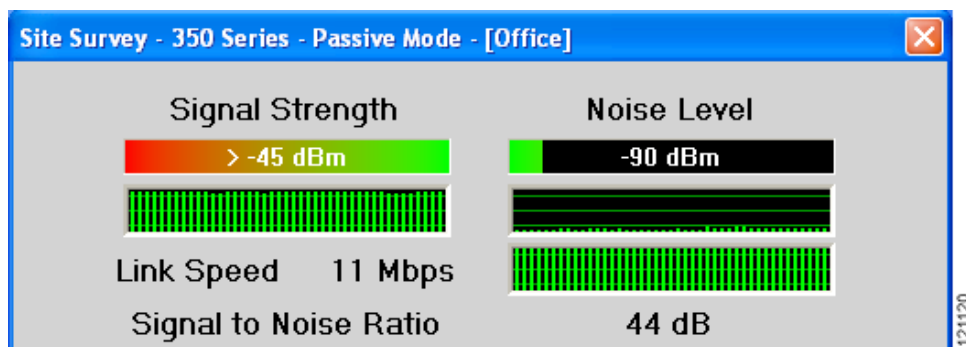 Site Survey - 350 Series - Passive Mode - [Office]
Signal Strength
Noise Level
> -45 dBm
-90 dBm
Link Speed 11 Mbps
Signal to Noise Ratio 44 dB
121120